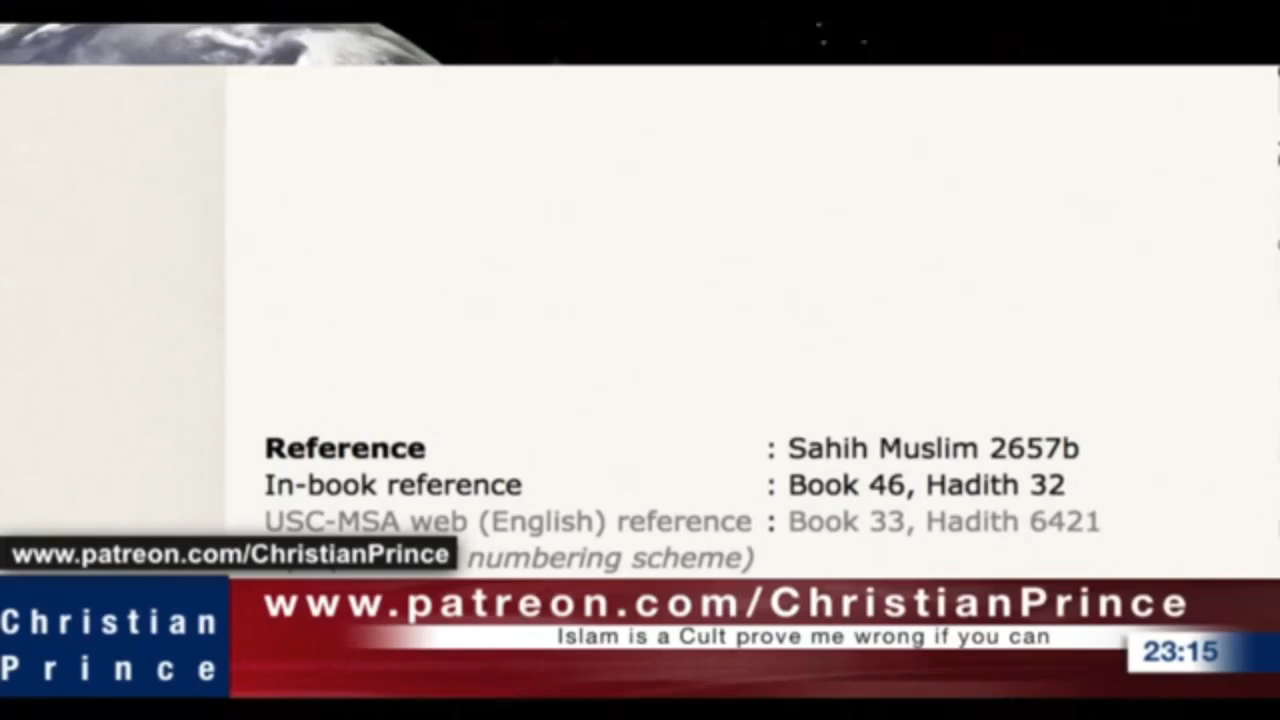 Reference : Sahih Muslim 2657b
In-book reference : Book 46, Hadith 32
USC-MSA web (English) reference : Book 33, Hadith 6421
numbering scheme)
www.patreon.com/ChristianPrince
www.patreon.com/ChristianPrince
Islam is a Cult prove me wrong if you can
Christian
Prince
23:15